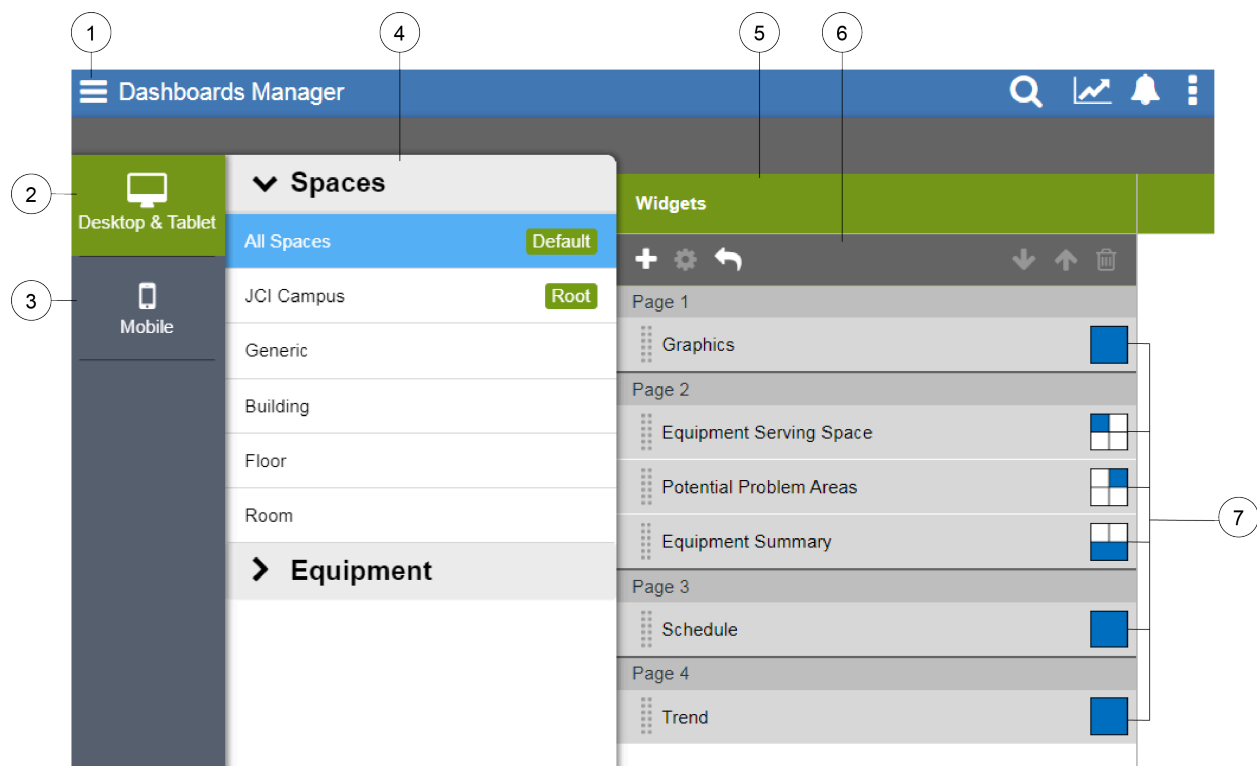 1
4
5
6
Dashboards Manager
2
Desktop & Tablet
3
Mobile
Spaces
All Spaces Default
JCI Campus Root
Generic
Building
Floor
Room
Equipment
Widgets
Page 1
Graphics
Page 2
Equipment Serving Space
Potential Problem Areas
Equipment Summary
Page 3
Schedule
Page 4
Trend
7